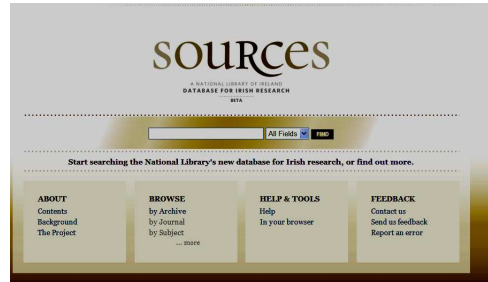 SOURCES
A NATIONAL LIBRARY OF IRELAND
DATABASE FOR IRISH RESEARCH
BETA
All Fields FIND
Start searching the National Library's new database for Irish research, or find out more.
ABOUT
Contents
Background
The Project
BROWSE
by Archive
by Journal
by Subject
... more
HELP & TOOLS
Help
In your browser
FEEDBACK
Contact us
Send us feedback
Report an error